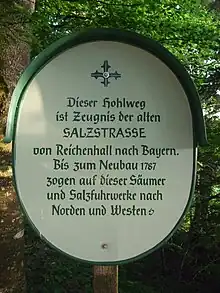 Dieser Hohlweg
ist Zeugnis der alten
SALZSTRASSE
von Reichenhall nach Bayern.
Bis zum Neubau 1767
zogen auf dieser Säumer
und Salzfuhrwerke nach
Norden und Westen